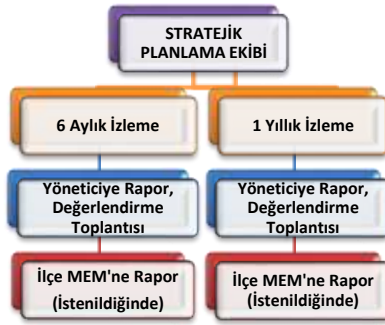 STRATEJİK
PLANLAMA EKİBİ
6 Aylık İzleme
1 Yıllık İzleme
Yöneticiye Rapor,
Değerlendirme
Toplantısı
Yöneticiye Rapor,
Değerlendirme
Toplantısı
İlçe MEM'ne Rapor
(İstenildiğinde)
İlçe MEM'ne Rapor
(İstenildiğinde)